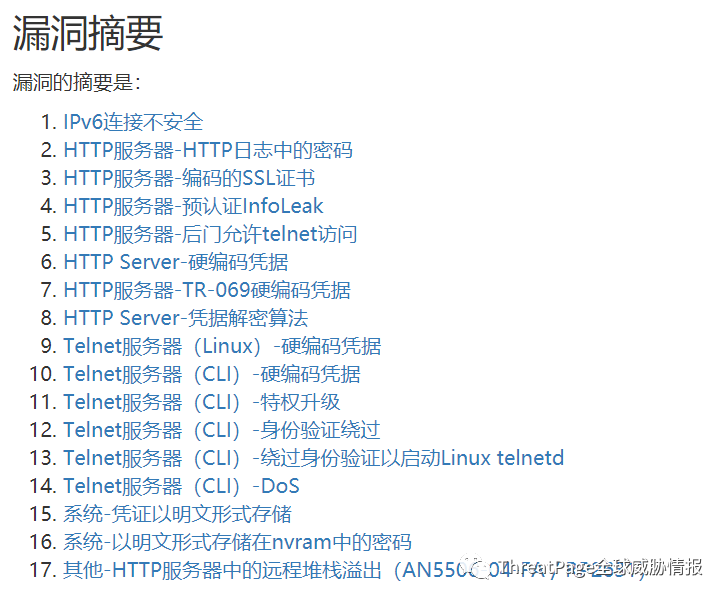 漏洞摘要
漏洞的摘要是：
1. IPv6连接不安全
2. HTTP服务器-HTTP日志中的密码
3. HTTP服务器-编码的SSL证书
4. HTTP服务器-预认证InfoLeak
5. HTTP服务器-后门允许telnet访问
6. HTTP Server-硬编码凭据
7. HTTP服务器-TR-069硬编码凭据
8. HTTP Server-凭据解密算法
9. Telnet服务器（Linux）-硬编码凭据
10. Telnet服务器（CLI）-硬编码凭据
11. Telnet服务器（CLI）-特权升级
12. Telnet服务器（CLI）-身份验证绕过
13. Telnet服务器（CLI）-绕过身份验证以启动Linux telnetd
14. Telnet服务器（CLI）-DoS
15. 系统-凭证以明文形式存储
16. 系统-以明文形式存储在nvram中的密码
17. 其他-HTTP服务器中的远程堆栈溢出（AN5506-04-FA /
ThreatPage全球威胁情报